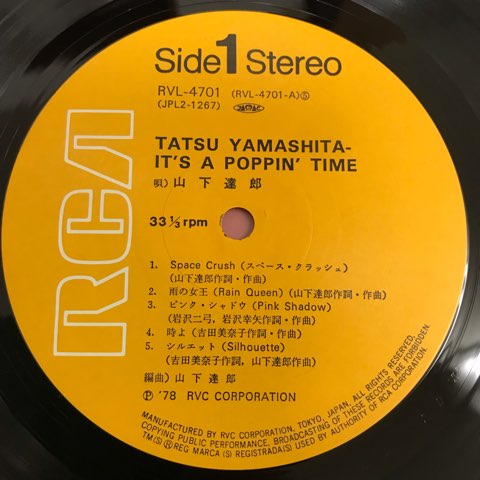 Side 1 Stereo
RVL-4701 (RVL-4701-A)⑤
(JPL2-1267) JASRAC
TATSU YAMASHITA-
IT'S A POPPIN' TIME
唄)山下達郎
33 1/3 rpm
RCA
1. Space Crush (スペース・クラッシュ)
(山下達郎作詞・作曲)
2. 雨の女王 (Rain Queen) (山下達郎作詞・作曲)
3. ピンク・シャドウ (Pink Shadow)
(岩沢二弓, 岩沢幸矢作詞・作曲)
4. 時よ (吉田美奈子作詞・作曲)
5. シルエット (Silhouette)
(吉田美奈子作詞, 山下達郎作曲)
編曲)山下達郎
Ⓟ '78 RVC CORPORATION
MANUFACTURED BY RVC CORPORATION, TOKYO, JAPAN, ALL RIGHTS RESERVED,
COPYING PUBLIC PERFORMANCE, BROADCASTING OF THESE RECORDS ARE FORBIDDEN.
TM(S) ® REG MARCA (S) REGISTRADA(S) USED BY AUTHORITY OF RCA CORPORATION.